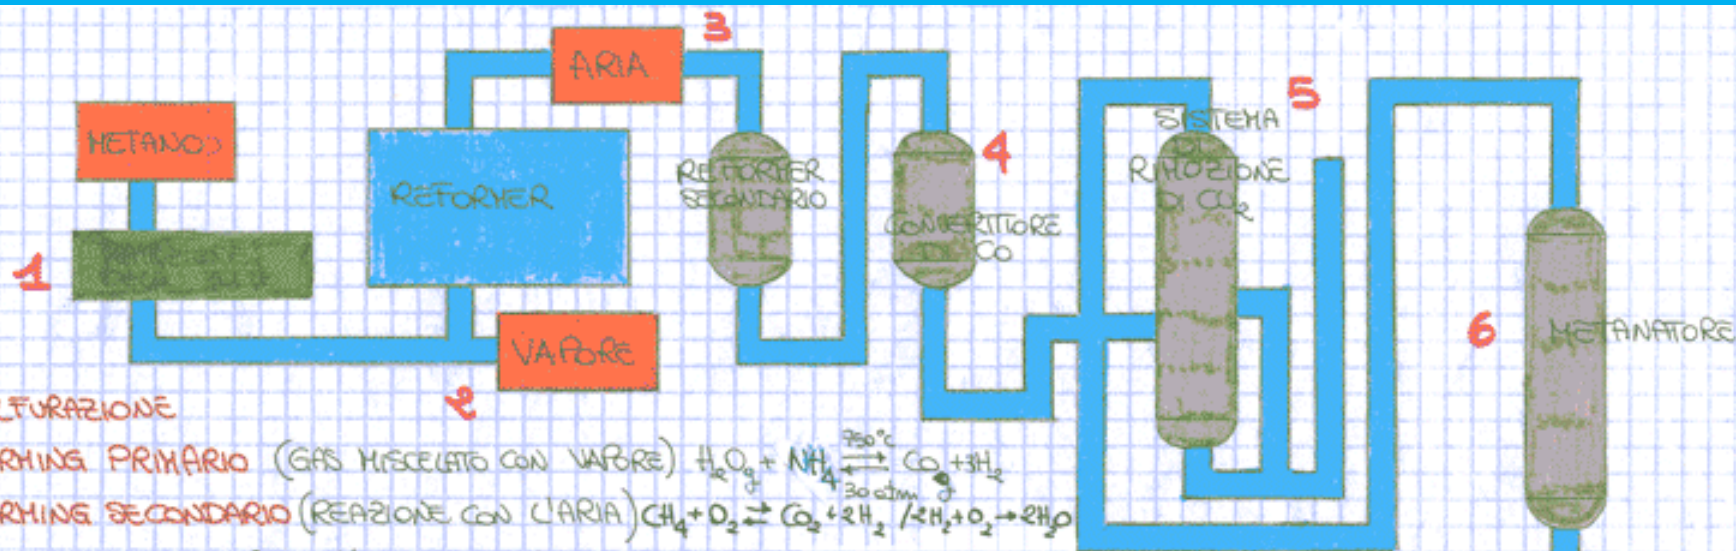 3
ARIA
METANO
REFORMER
REFORMER
SECONDARIO
4
CONVERTITORE
DI CO
5
SISTEMA
DI
RIMOZIONE
DI CO₂
1
VAPORE
2
6
METANATORE
LFURAZIONE
RMING PRIMARIO (GAS MISCELATO CON VAPORE) H₂Og + NH₄ ⇄ COg + 3H₂
750°C
30 atm
RMING SECONDARIO (REAZIONE CON L'ARIA) CH₄ + O₂ ⇄ CO₂ + 2H₂ / 2H₂ + O₂ → 2H₂O